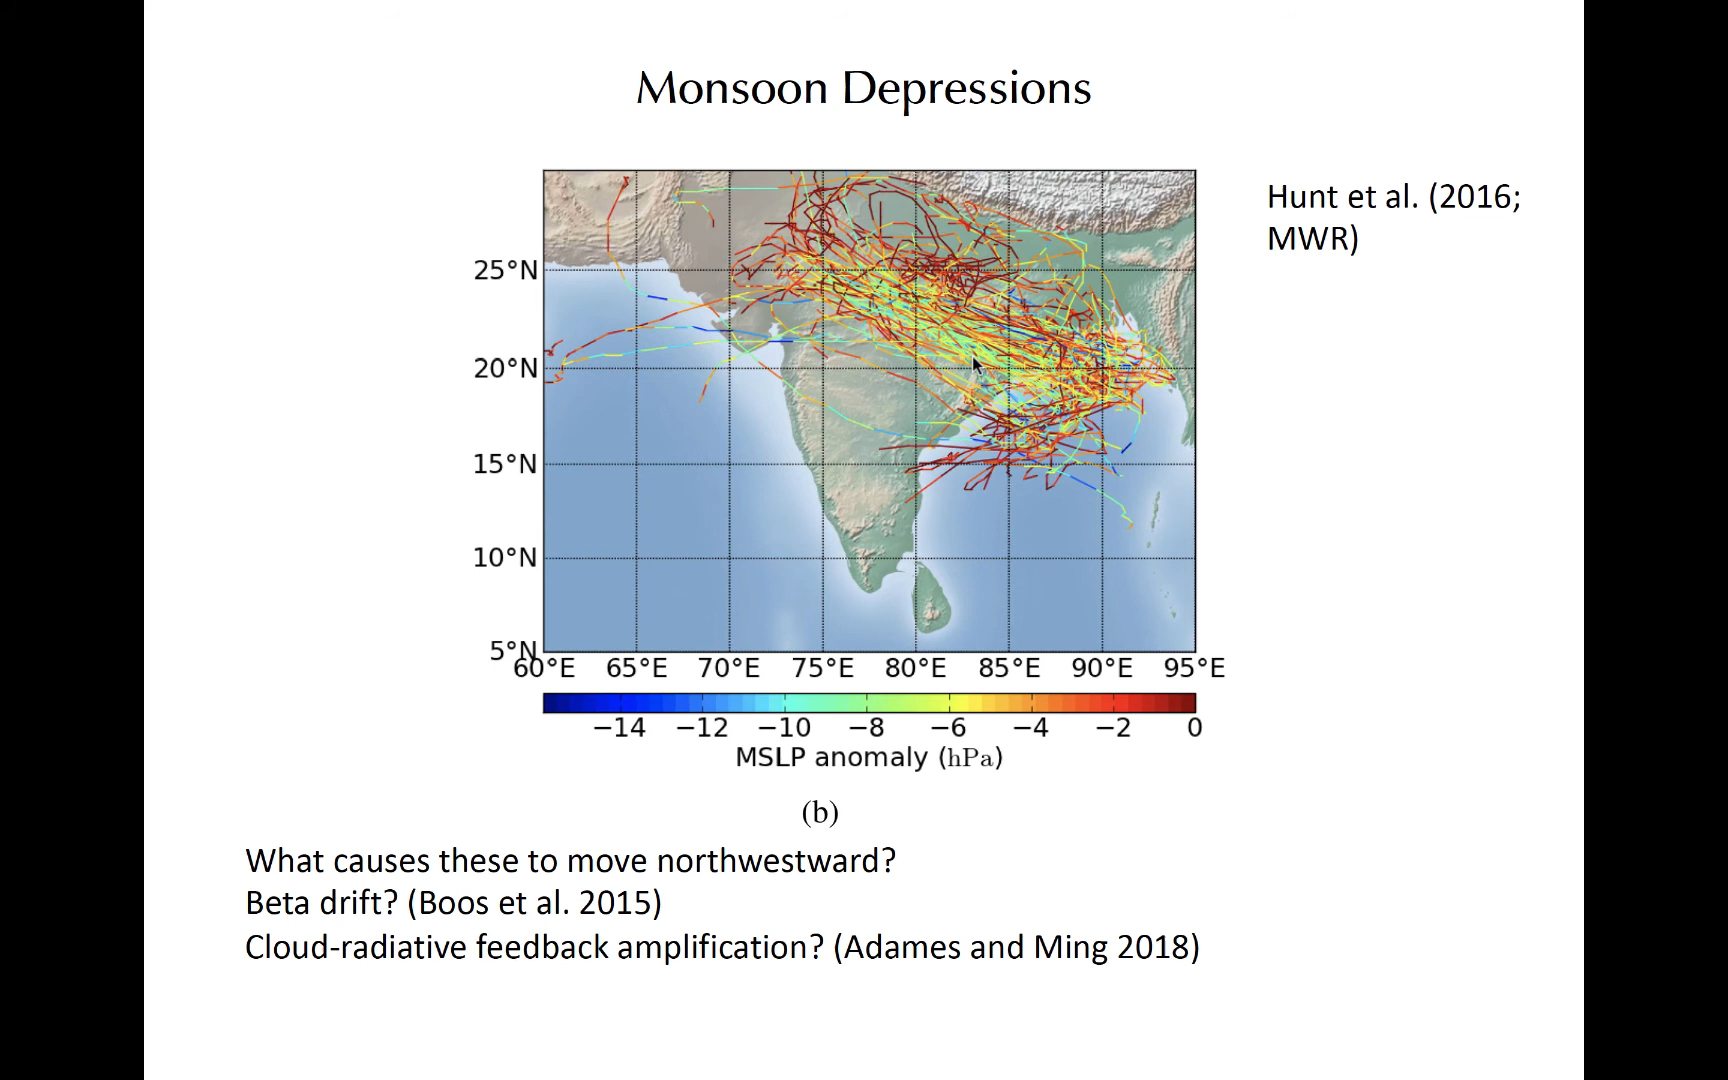 Monsoon Depressions
Hunt et al. (2016;
MWR)
25°N
20°N
15°N
10°N
5°N
60°E 65°E 70°E 75°E 80°E 85°E 90°E 95°E
−14 −12 −10 −8 −6 −4 −2 0
MSLP anomaly (hPa)
(b)
What causes these to move northwestward?
Beta drift? (Boos et al. 2015)
Cloud-radiative feedback amplification? (Adames and Ming 2018)